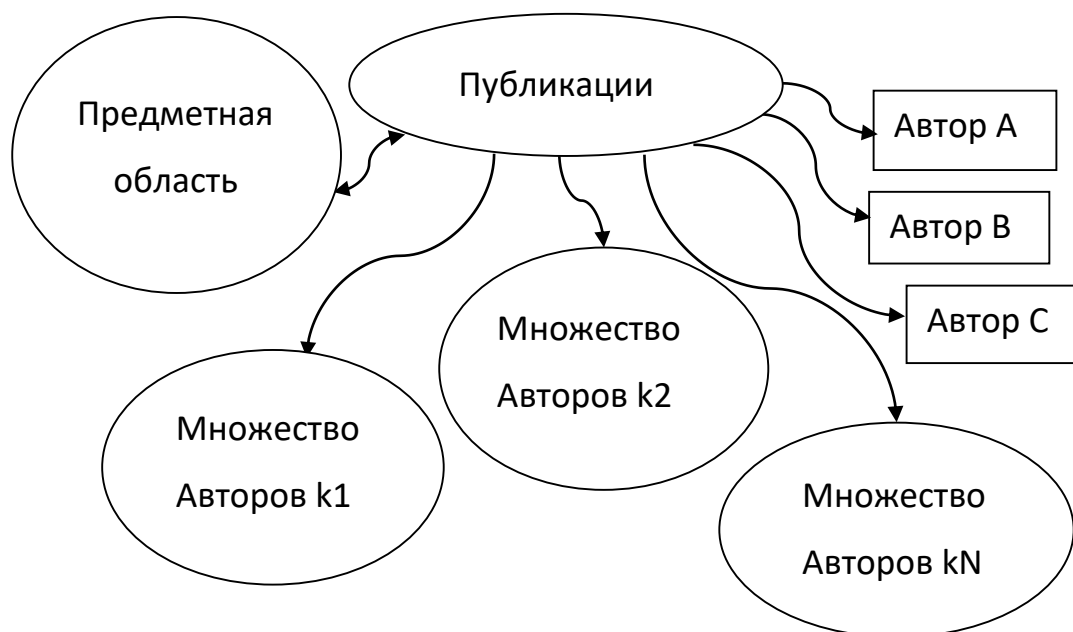 Публикации
Предметная
область
Автор А
Автор В
Автор С
Множество
Авторов k2
Множество
Авторов k1
Множество
Авторов kN